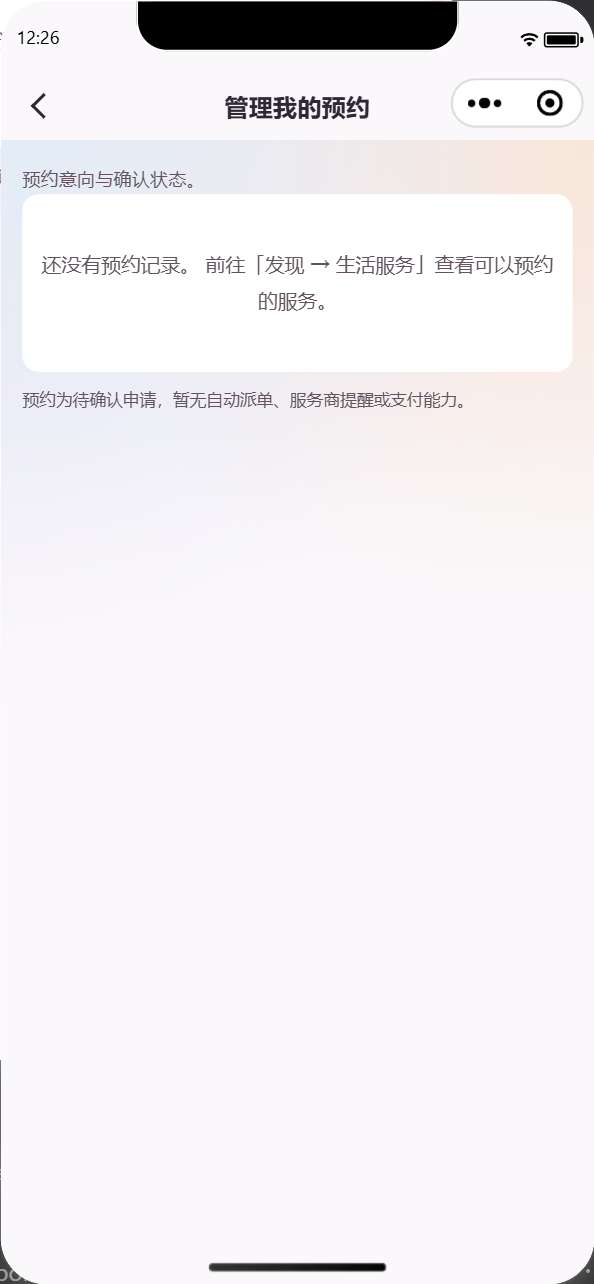 12:26
管理我的预约
预约意向与确认状态。
还没有预约记录。 前往「发现 → 生活服务」查看可以预约
的服务。
预约为待确认申请，暂无自动派单、服务商提醒或支付能力。